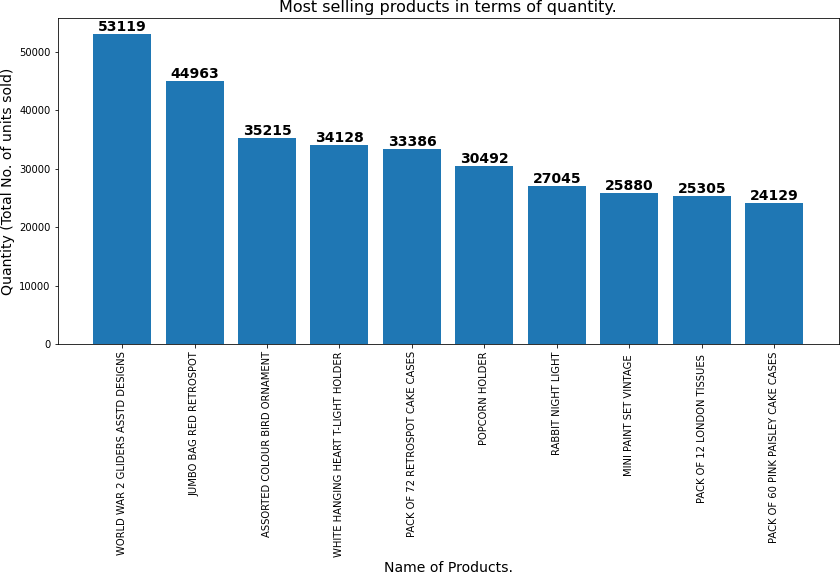 Most selling products in terms of quantity.
Quantity (Total No. of units sold)
50000
40000
30000
20000
10000
0
53119
44963
35215
34128
33386
30492
27045
25880
25305
24129
WORLD WAR 2 GLIDERS ASSTD DESIGNS
JUMBO BAG RED RETROSPOT
ASSORTED COLOUR BIRD ORNAMENT
WHITE HANGING HEART T-LIGHT HOLDER
PACK OF 72 RETROSPOT CAKE CASES
POPCORN HOLDER
RABBIT NIGHT LIGHT
MINI PAINT SET VINTAGE
PACK OF 12 LONDON TISSUES
PACK OF 60 PINK PAISLEY CAKE CASES
Name of Products.